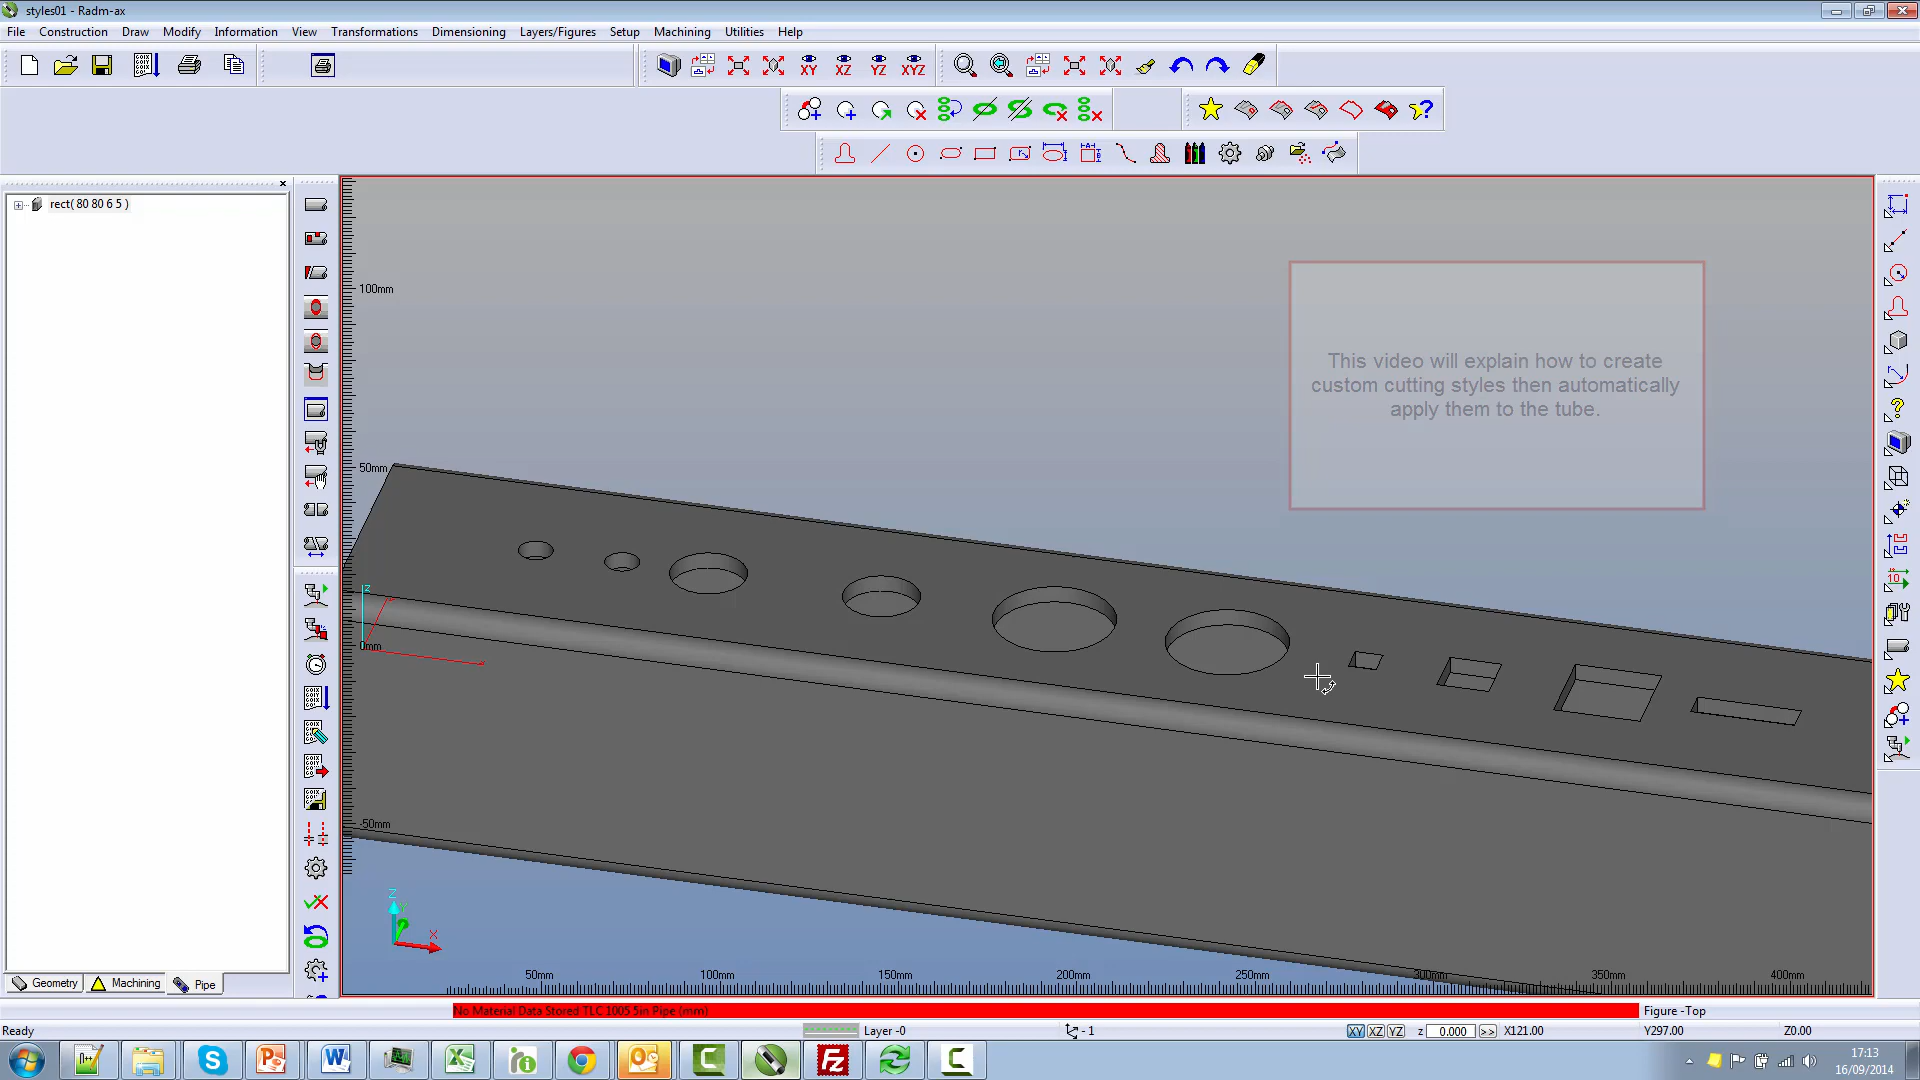 styles01 - Radm-ax
File Construction Draw Modify Information View Transformations Dimensioning Layers/Figures Setup Machining Utilities Help
XY XZ YZ XYZ
rect( 80 80 6 5 )
100mm
50mm
0mm
-50mm
This video will explain how to create
custom cutting styles then automatically
apply them to the tube.
z
Z
X
50mm 100mm 150mm 200mm 250mm 300mm 350mm 400mm
Geometry Machining Pipe
No Material Data Stored TLC 1005 5in Pipe (mm)
Figure -Top
Ready
Layer -0
- 1
XY XZ YZ z 0.000 >> X121.00 Y297.00 Z0.00
17:13
16/09/2014